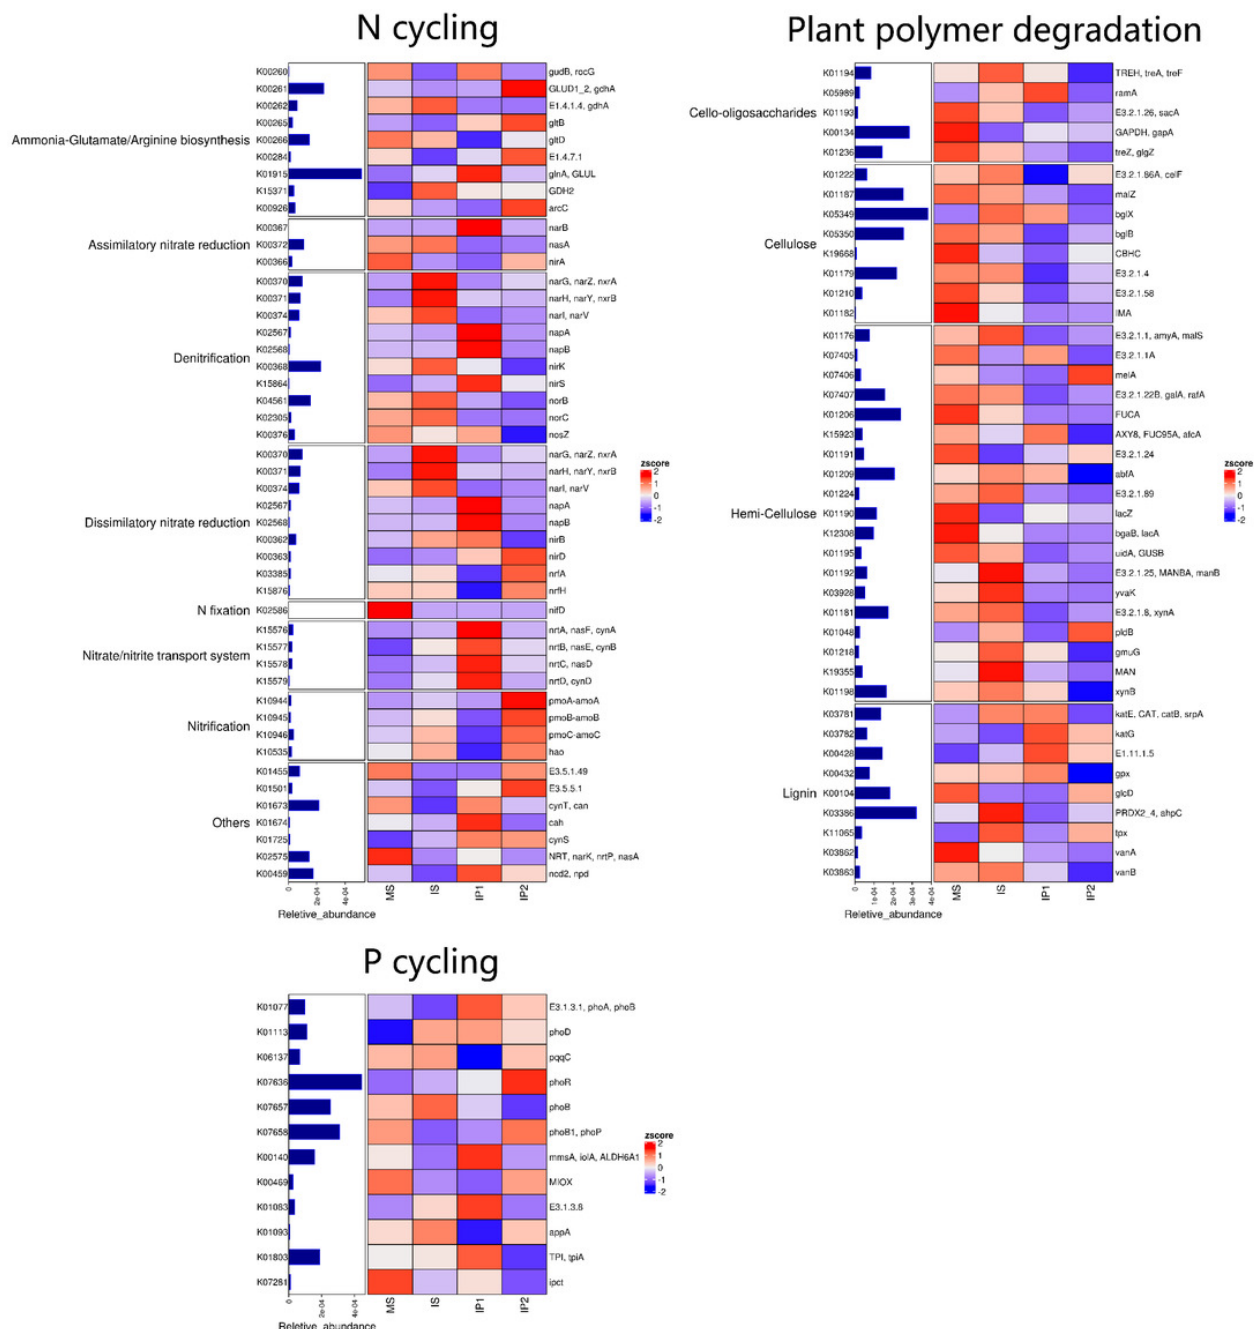 N cycling
Ammonia-Glutamate/Arginine biosynthesis
K00260 gudB, rocG
K00261 GLUD1_2, gdhA
K00262 E1.4.1.4, gdhA
K00265 gltB
K00266 gltD
K00284 E1.4.7.1
K01915 glnA, GLUL
K15371 GDH2
K00926 arcC
Assimilatory nitrate reduction
K00367 narB
K00372 nasA
K00366 nirA
Denitrification
K00370 narG, narZ, nxrA
K00371 narH, narY, nxrB
K00374 narI, narV
K02567 napA
K02568 napB
K00368 nirK
K15864 nirS
K04561 norB
K02305 norC
K00376 nosZ
Dissimilatory nitrate reduction
K00370 narG, narZ, nxrA
K00371 narH, narY, nxrB
K00374 narI, narV
K02567 napA
K02568 napB
K00362 nirB
K00363 nirD
K03385 nrfA
K15876 nrfH
N fixation
K02586 nifD
Nitrate/nitrite transport system
K15576 nrtA, nasF, cynA
K15577 nrtB, nasE, cynB
K15578 nrtC, nasD
K15579 nrtD, cynD
Nitrification
K10944 pmoA-amoA
K10945 pmoB-amoB
K10946 pmoC-amoC
K10535 hao
Others
K01455 E3.5.1.49
K01501 E3.5.5.1
K01673 cynT, can
K01674 cah
K01725 cynS
K02575 NRT, narK, nrtP, nasA
K00459 ncd2, npd
0 2e-04 4e-04
MS IS IP1 IP2
Reletive_abundance
zscore
2
1
0
-1
-2
Plant polymer degradation
Cello-oligosaccharides
K01194 TREH, treA, treF
K05989 ramA
K01193 E3.2.1.26, sacA
K00134 GAPDH, gapA
K01236 treZ, glgZ
Cellulose
K01222 E3.2.1.86A, celF
K01187 malZ
K05349 bglX
K05350 bglB
K19668 CBHC
K01179 E3.2.1.4
K01210 E3.2.1.58
K01182 IMA
Hemi-Cellulose
K01176 E3.2.1.1, amyA, malS
K07405 E3.2.1.1A
K07406 melA
K07407 E3.2.1.22B, galA, rafA
K01206 FUCA
K15923 AXY8, FUC95A, afcA
K01191 E3.2.1.24
K01209 abfA
K01224 E3.2.1.89
K01190 lacZ
K12308 bgaB, lacA
K01195 uidA, GUSB
K01192 E3.2.1.25, MANBA, manB
K03928 yvaK
K01181 E3.2.1.8, xynA
K01048 pldB
K01218 gmuG
K19355 MAN
K01198 xynB
Lignin
K03781 katE, CAT, catB, srpA
K03782 katG
K00428 E1.11.1.5
K00432 gpx
K00104 glcD
K03386 PRDX2_4, ahpC
K11065 tpx
K03862 vanA
K03863 vanB
0 1e-04 2e-04 3e-04 4e-04
MS IS IP1 IP2
Reletive_abundance
zscore
2
1
0
-1
-2
P cycling
K01077 E3.1.3.1, phoA, phoB
K01113 phoD
K06137 pqqC
K07636 phoR
K07657 phoB
K07658 phoB1, phoP
K00140 mmsA, iolA, ALDH6A1
K00469 MIOX
K01083 E3.1.3.8
K01093 appA
K01803 TPI, tpiA
K07281 ipct
0 2e-04 4e-04
MS IS IP1 IP2
Reletive_abundance
zscore
2
1
0
-1
-2